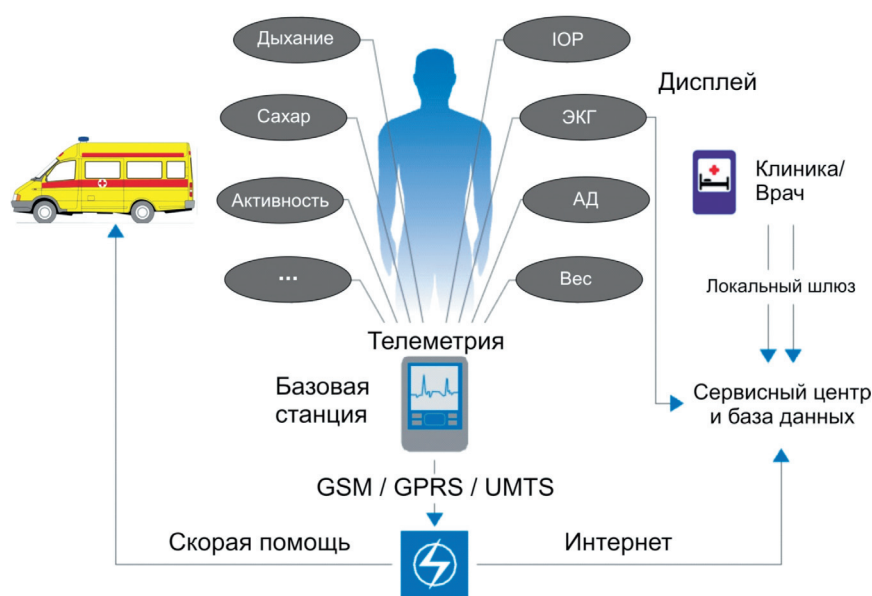 Дыхание
IOP
Дисплей
Сахар
ЭКГ
Клиника/
Врач
Активность
АД
...
Вес
Локальный шлюз
Телеметрия
Базовая
станция
Сервисный центр
и база данных
GSM / GPRS / UMTS
Скорая помощь
Интернет